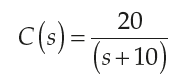 C(s) = 20 / (s+10)